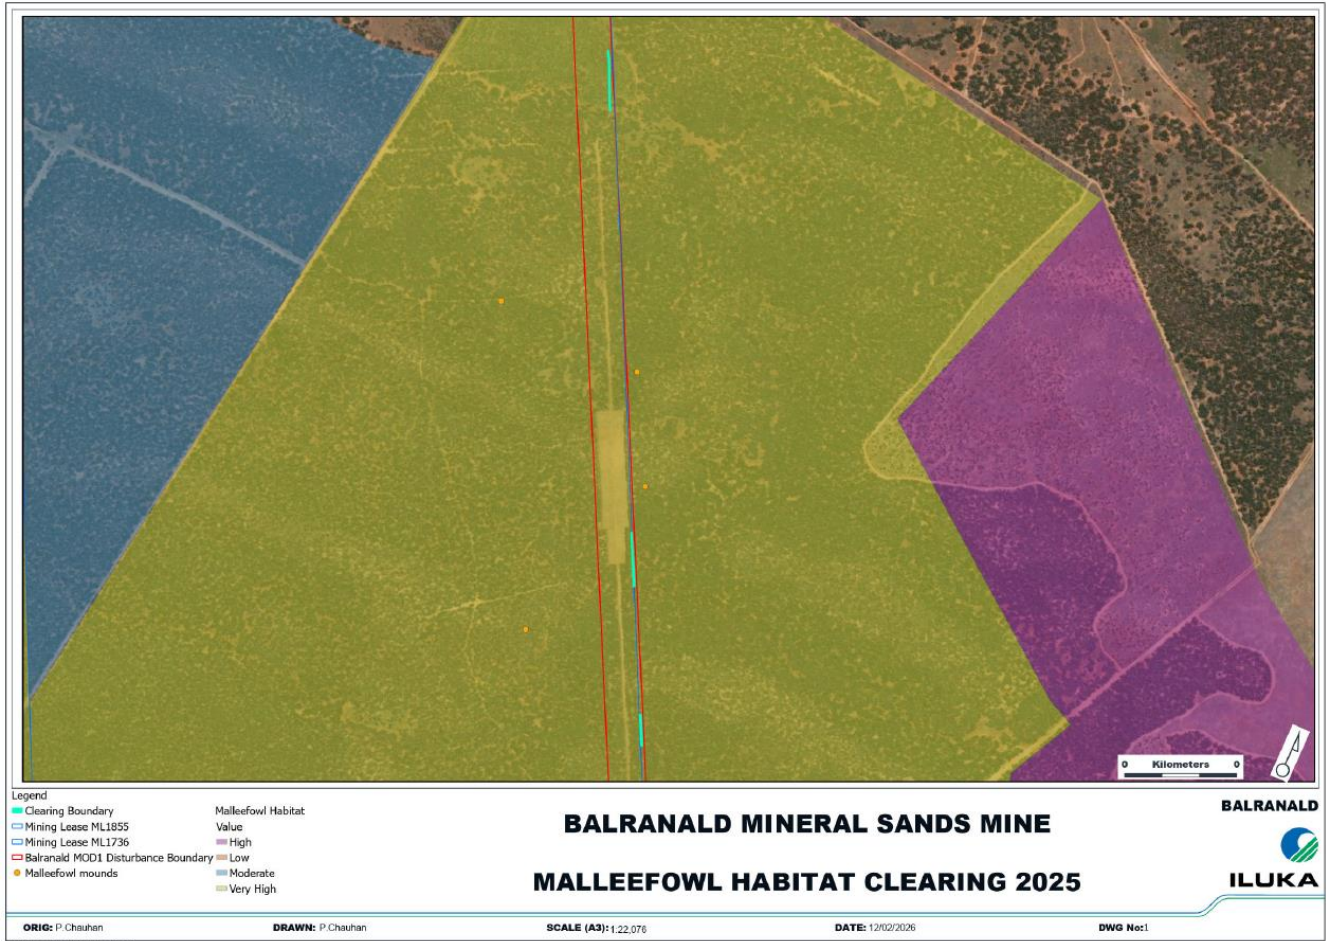 0 Kilometers 0
Legend
Clearing Boundary
Mining Lease ML1855
Mining Lease ML1736
Balranald MOD1 Disturbance Boundary
Malleefowl mounds
Malleefowl Habitat
Value
High
Low
Moderate
Very High
BALRANALD MINERAL SANDS MINE
MALLEEFOWL HABITAT CLEARING 2025
BALRANALD
ILUKA
ORIG: P.Chauhan DRAWN: P.Chauhan SCALE (A3): 1:22,076 DATE: 12/02/2026 DWG No:1